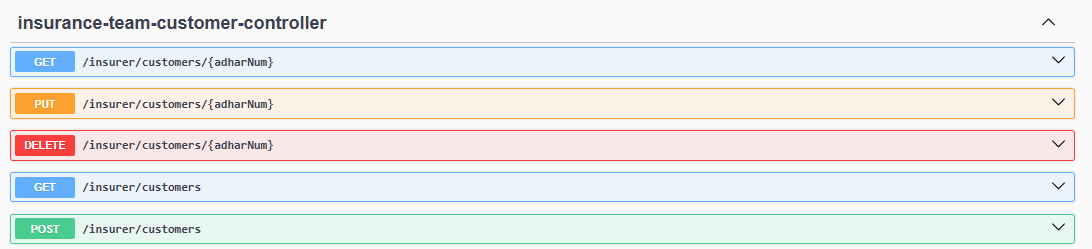 insurance-team-customer-controller
GET /insurer/customers/{adharNum}
PUT /insurer/customers/{adharNum}
DELETE /insurer/customers/{adharNum}
GET /insurer/customers
POST /insurer/customers